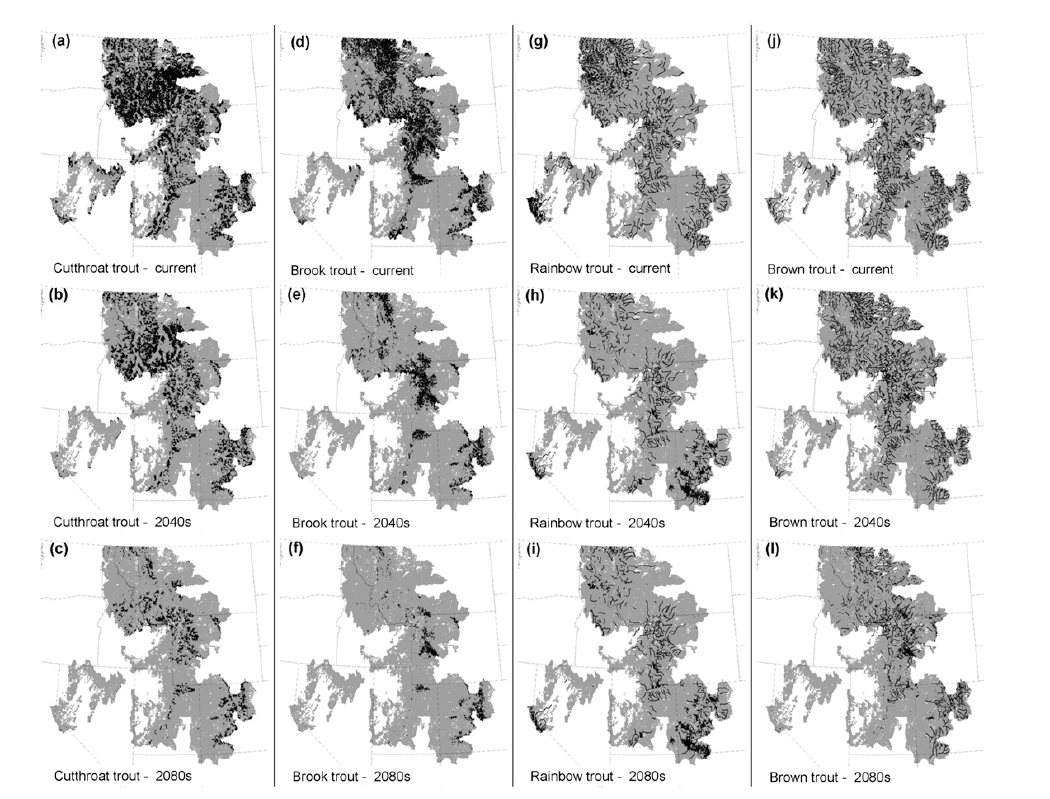 (a) (d) (g) (j)
Cutthroat trout - current Brook trout - current Rainbow trout - current Brown trout - current
(b) (e) (h) (k)
Cutthroat trout - 2040s Brook trout - 2040s Rainbow trout - 2040s Brown trout - 2040s
(c) (f) (i) (l)
Cutthroat trout - 2080s Brook trout - 2080s Rainbow trout - 2080s Brown trout - 2080s